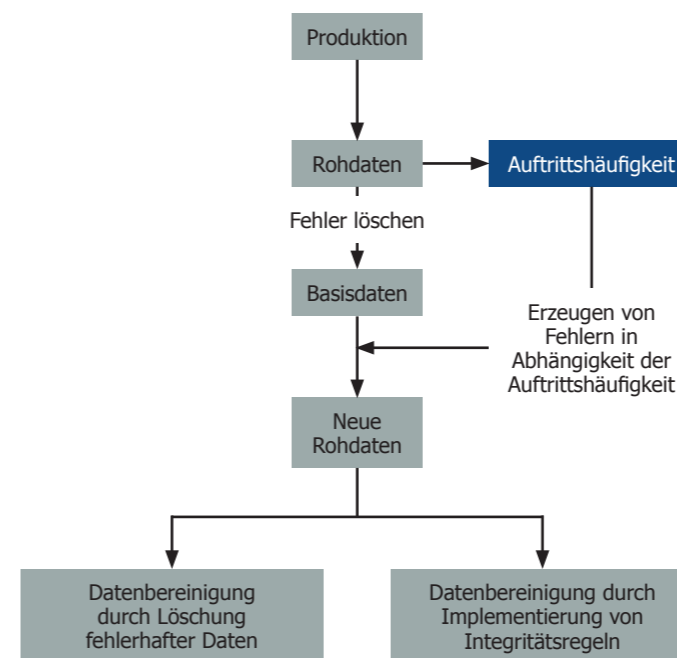 Produktion
Rohdaten
Auftrittshäufigkeit
Fehler löschen
Basisdaten
Erzeugen von
Fehlern in
Abhängigkeit der
Auftrittshäufigkeit
Neue
Rohdaten
Datenbereinigung
durch Löschung
fehlerhafter Daten
Datenbereinigung durch
Implementierung von
Integritätsregeln